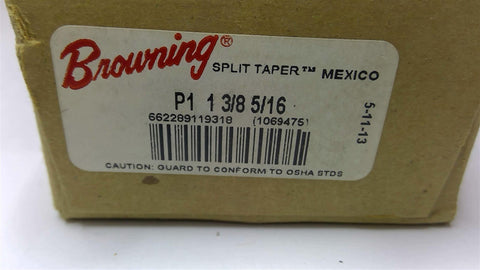 Browning® SPLIT TAPER™ MEXICO
P1 1 3/8 5/16
662289119318 (1069475)
CAUTION: GUARD TO CONFORM TO OSHA STDS
5-11-13